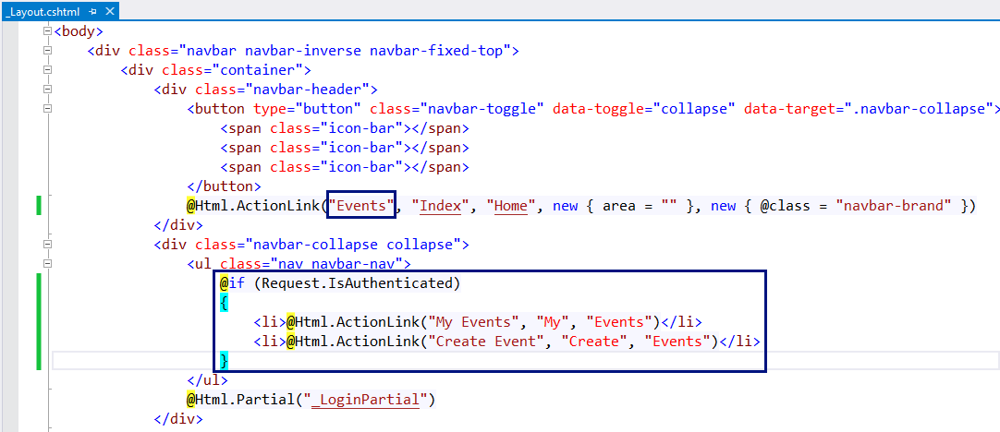 _Layout.cshtml
<body>
<div class="navbar navbar-inverse navbar-fixed-top">
<div class="container">
<div class="navbar-header">
<button type="button" class="navbar-toggle" data-toggle="collapse" data-target=".navbar-collapse">
<span class="icon-bar"></span>
<span class="icon-bar"></span>
<span class="icon-bar"></span>
</button>
@Html.ActionLink("Events", "Index", "Home", new { area = "" }, new { @class = "navbar-brand" })
</div>
<div class="navbar-collapse collapse">
<ul class="nav navbar-nav">
@if (Request.IsAuthenticated)
{
<li>@Html.ActionLink("My Events", "My", "Events")</li>
<li>@Html.ActionLink("Create Event", "Create", "Events")</li>
}
</ul>
@Html.Partial("_LoginPartial")
</div>